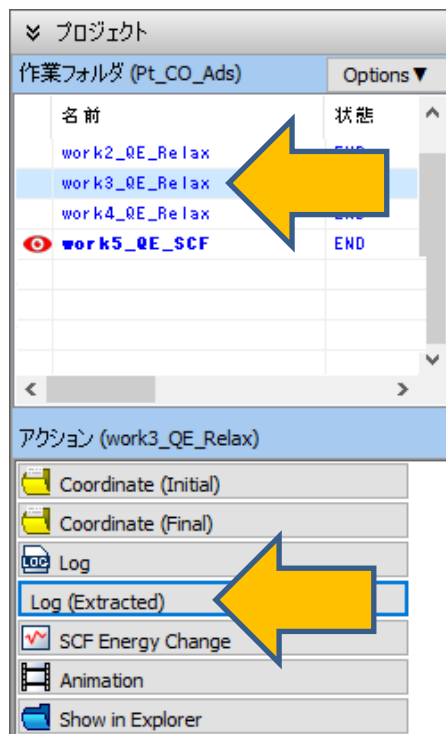 プロジェクト
作業フォルダ (Pt_CO_Ads) Options▼
名前 状態
work2_QE_Relax
work3_QE_Relax
work4_QE_Relax
work5_QE_SCF END
アクション (work3_QE_Relax)
Coordinate (Initial)
Coordinate (Final)
LOG Log
Log (Extracted)
SCF Energy Change
Animation
Show in Explorer